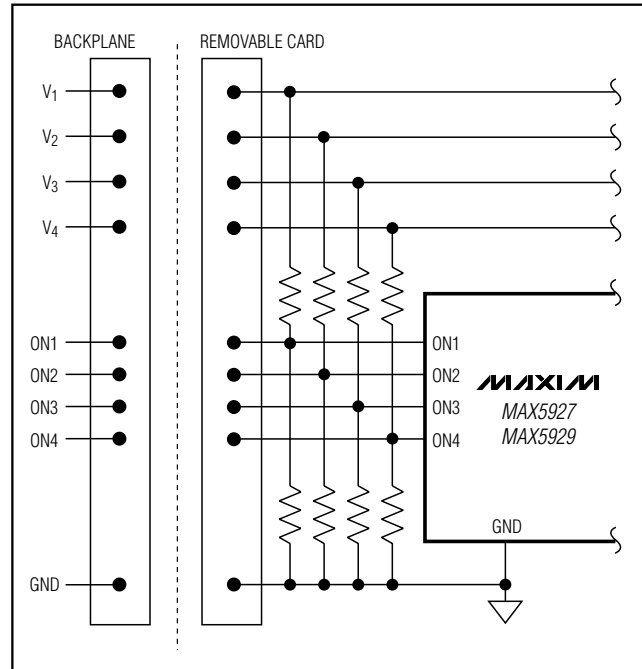 BACKPLANE
REMOVABLE CARD
V1
V2
V3
V4
ON1
ON2
ON3
ON4
GND
ON1
ON2
ON3
ON4
MAXIM
MAX5927
MAX5929
GND